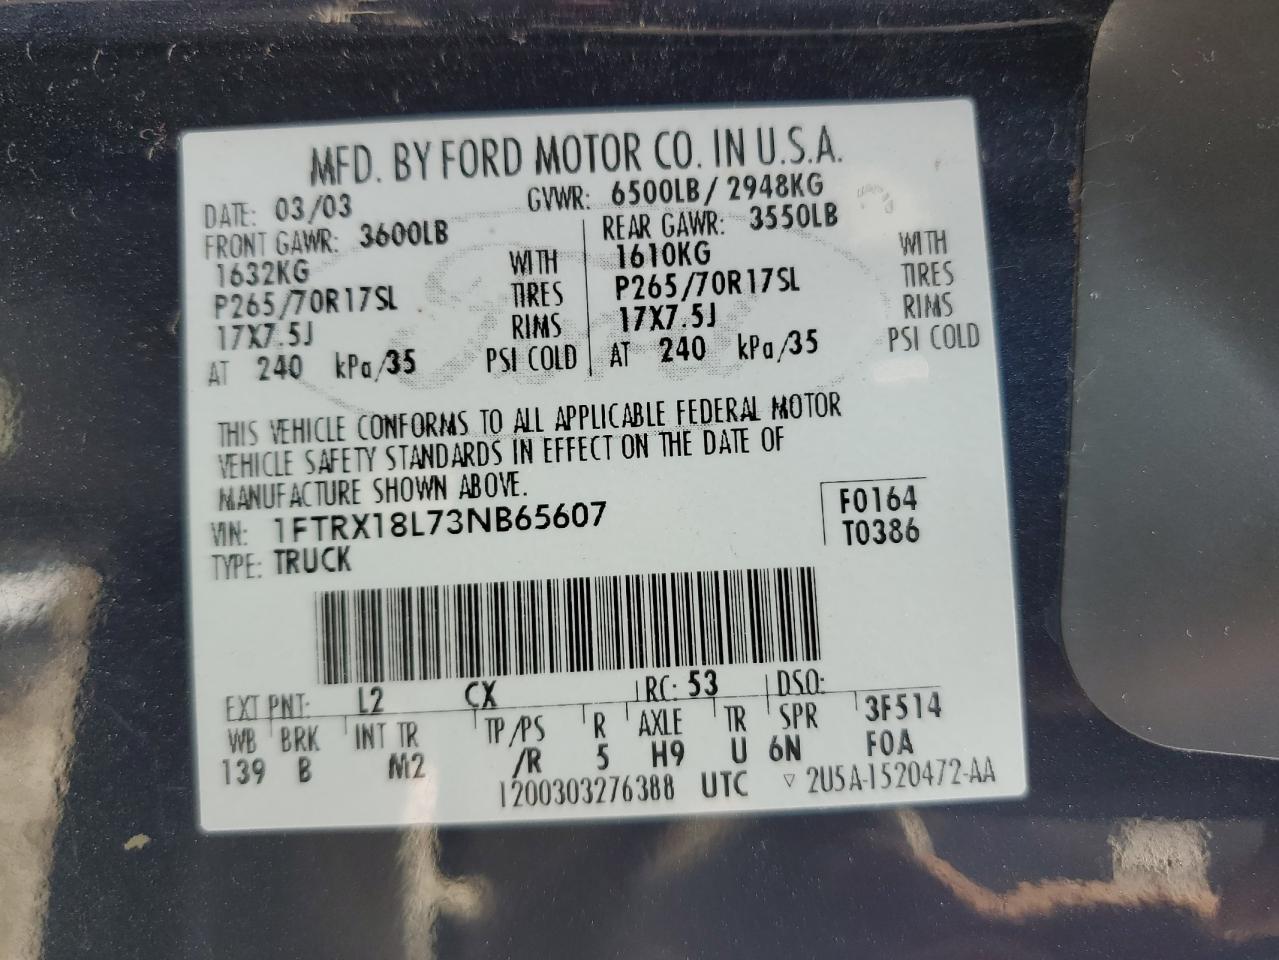 MFD. BY FORD MOTOR CO. IN U.S.A.
DATE: 03/03 GVWR: 6500LB / 2948KG
FRONT GAWR: 3600LB REAR GAWR: 3550LB
1632KG WITH 1610KG WITH
P265/70R17SL TIRES P265/70R17SL TIRES
17X7.5J RIMS 17X7.5J RIMS
AT 240 kPa/35 PSI COLD AT 240 kPa/35 PSI COLD
THIS VEHICLE CONFORMS TO ALL APPLICABLE FEDERAL MOTOR
VEHICLE SAFETY STANDARDS IN EFFECT ON THE DATE OF
MANUFACTURE SHOWN ABOVE.
VIN: 1FTRX18L73NB65607 F0164
TYPE: TRUCK T0386
EXT PNT: L2 CX RC: 53 DSO:
WB BRK INT TR TP/PS R AXLE TR SPR 3F514
139 B M2 /R 5 H9 U 6N F0A
1200303276388 UTC ▽ 2U5A-1520472-AA